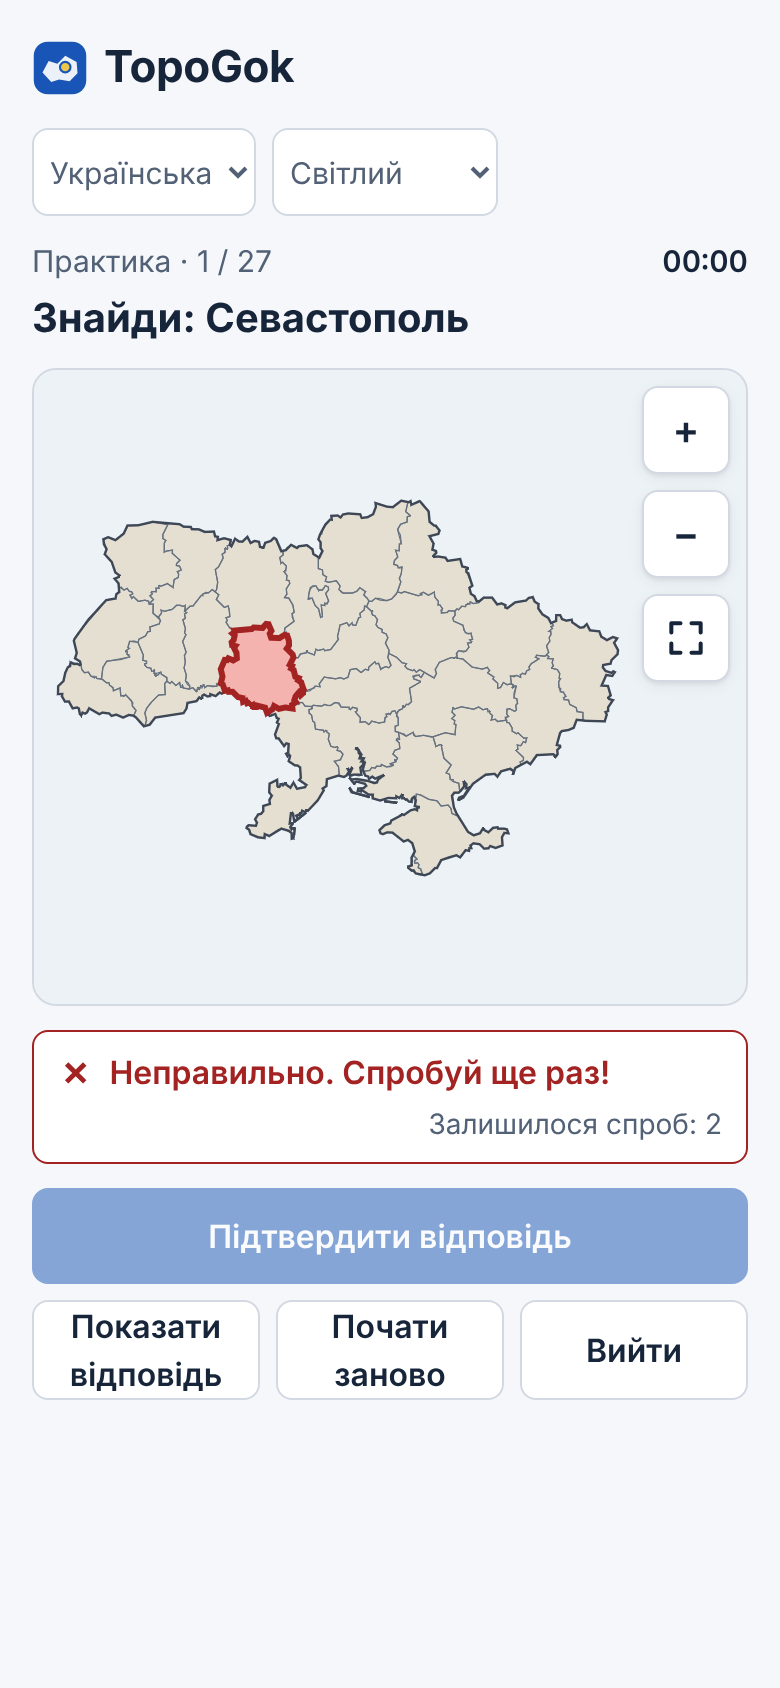 TopoGok
Українська
Світлий
Практика · 1 / 27
00:00
Знайди: Севастополь
+
−
✕ Неправильно. Спробуй ще раз!
Залишилося спроб: 2
Підтвердити відповідь
Показати
відповідь
Почати
заново
Вийти